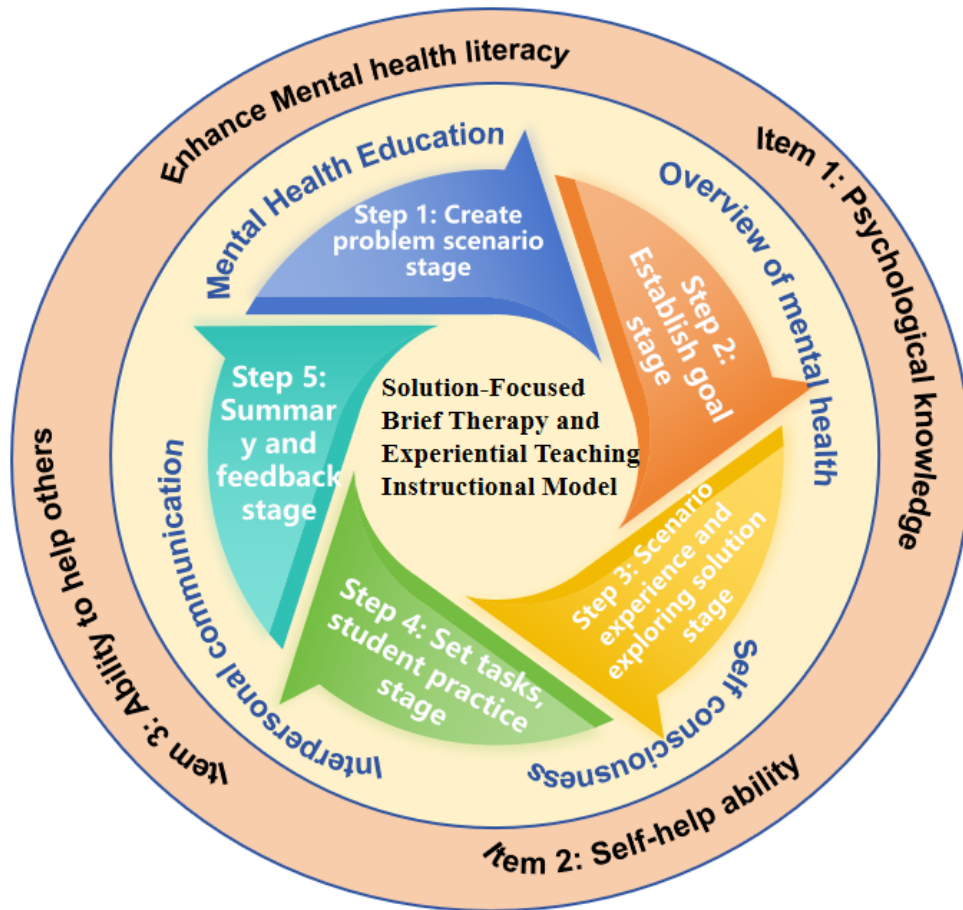 Enhance Mental health literacy
Item 1: Psychological knowledge
Item 2: Self-help ability
Item 3: Ability to help others
Mental Health Education
Overview of mental health
Self consciousness
Interpersonal communication
Step 1: Create
problem scenario
stage
Step 2:
Establish goal
stage
Step 3: Scenario
experience and
exploring solution
stage
Step 4: Set tasks,
student practice
stage
Step 5:
Summar
y and
feedback
stage
Solution-Focused
Brief Therapy and
Experiential Teaching
Instructional Model